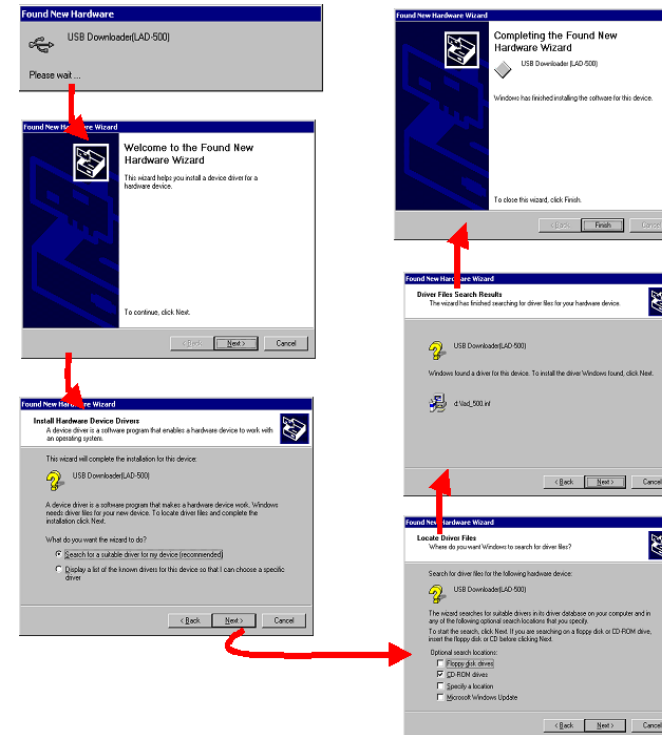 Found New Hardware
USB Downloader(LAD-500)
Please wait ...
Found New Hardware Wizard
Welcome to the Found New
Hardware Wizard
This wizard helps you install a device driver for a
hardware device.
To continue, click Next.
< Back
Next >
Cancel
Found New Hardware Wizard
Install Hardware Device Drivers
A device driver is a software program that enables a hardware device to work with
an operating system.
This wizard will complete the installation for this device:
USB Downloader(LAD-500)
A device driver is a software program that makes a hardware device work. Windows
needs driver files for your new device. To locate driver files and complete the
installation click Next.
What do you want the wizard to do?
Search for a suitable driver for my device (recommended)
Display a list of the known drivers for this device so that I can choose a specific
driver
< Back
Next >
Cancel
Found New Hardware Wizard
Locate Driver Files
Where do you want Windows to search for driver files?
Search for driver files for the following hardware device:
USB Downloader(LAD-500)
The wizard searches for suitable drivers in its driver database on your computer and in
any of the following optional search locations that you specify.
To start the search, click Next. If you are searching on a floppy disk or CD-ROM drive,
insert the floppy disk or CD before clicking Next.
Optional search locations:
Floppy disk drives
CD-ROM drives
Specify a location
Microsoft Windows Update
< Back
Next >
Cancel
Found New Hardware Wizard
Driver Files Search Results
The wizard has finished searching for driver files for your hardware device.
USB Downloader(LAD-500)
Windows found a driver for this device. To install the driver Windows found, click Next.
d:\lad_500.inf
< Back
Next >
Cancel
Found New Hardware Wizard
Completing the Found New
Hardware Wizard
USB Downloader (LAD-500)
Windows has finished installing the software for this device.
To close this wizard, click Finish.
< Back
Finish
Cancel